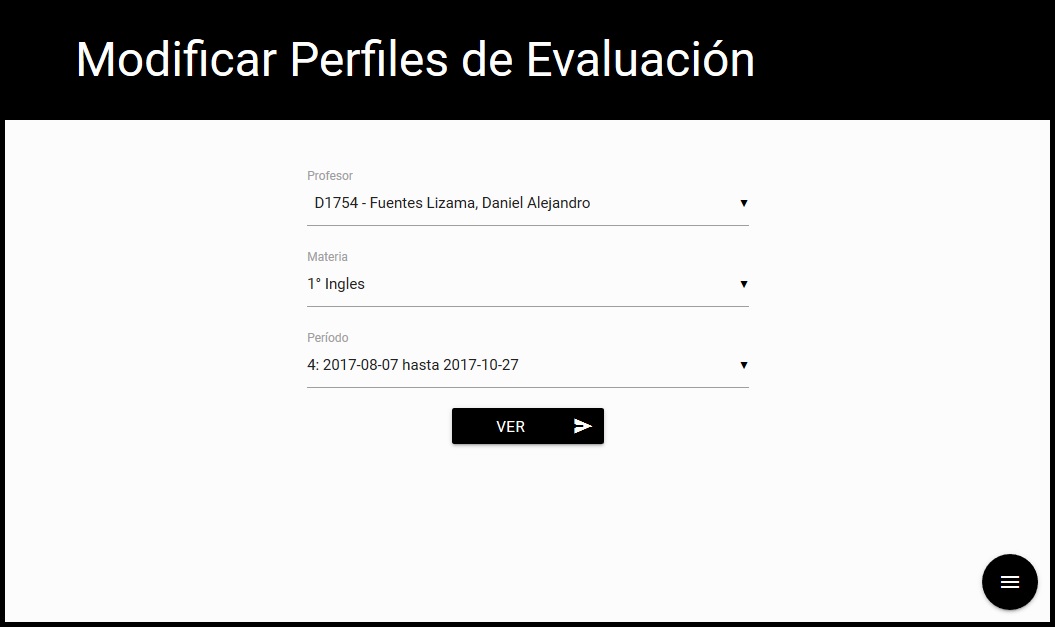 Modificar Perfiles de Evaluación
Profesor
D1754 - Fuentes Lizama, Daniel Alejandro
Materia
1° Ingles
Período
4: 2017-08-07 hasta 2017-10-27
VER